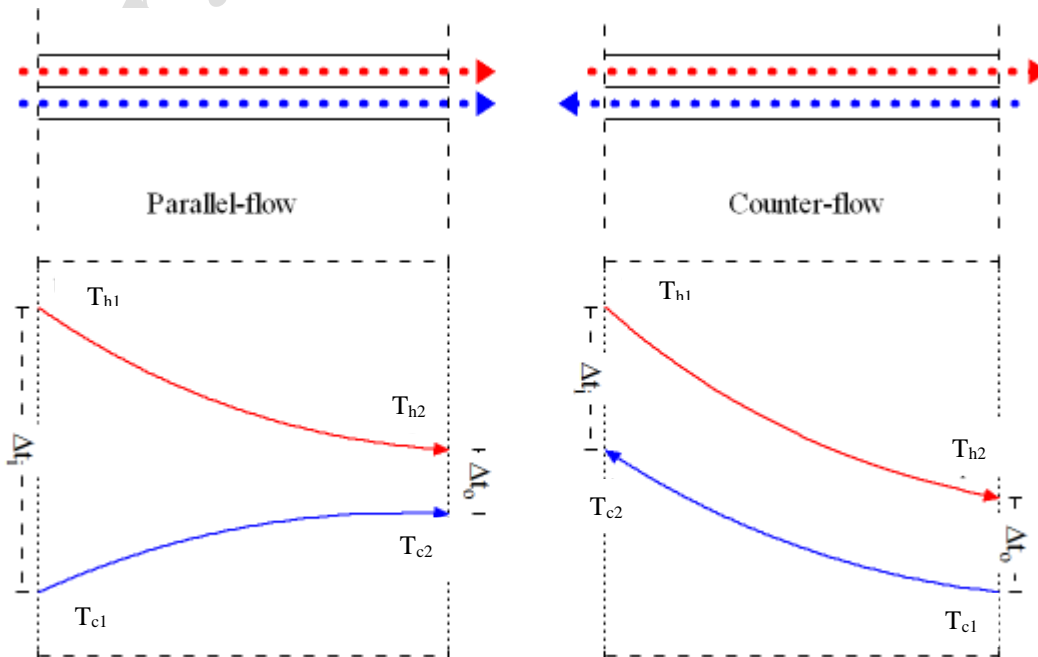 Parallel-flow
Counter-flow
Th1
Th1
Δti
Δti
Th2
Th2
Δto
Tc2
Tc2
Δto
Tc1
Tc1